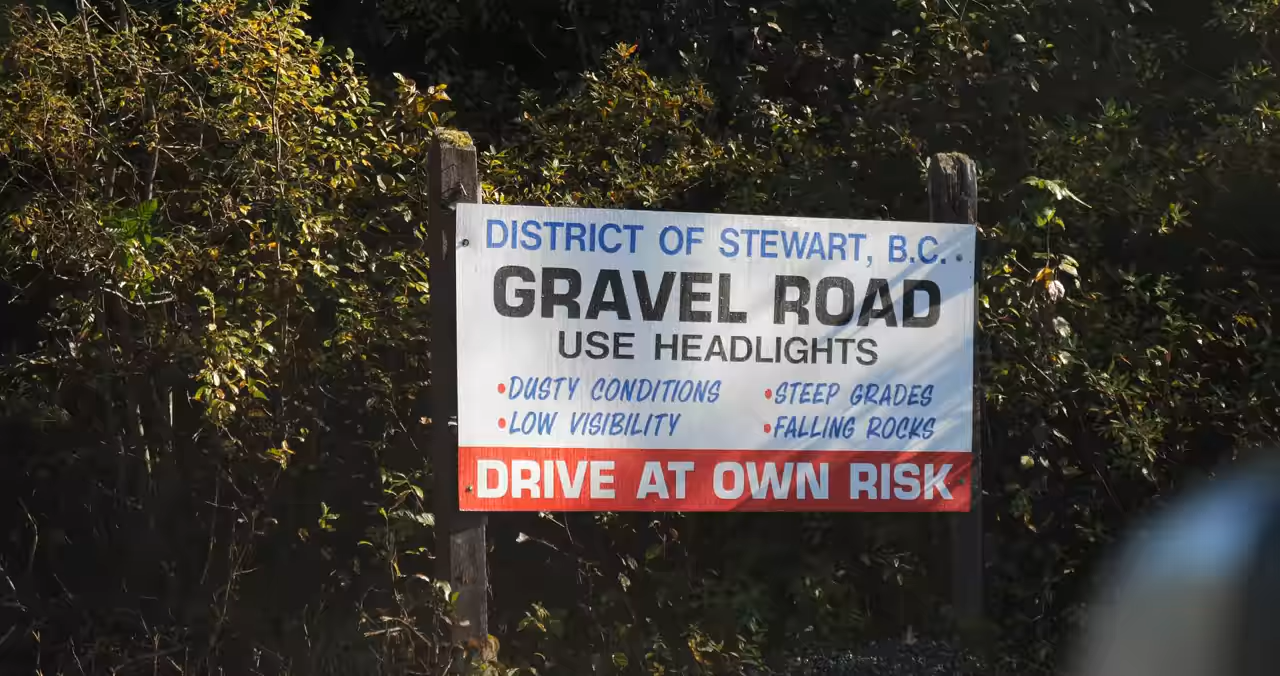 DISTRICT OF STEWART, B.C.
GRAVEL ROAD
USE HEADLIGHTS
•DUSTY CONDITIONS •STEEP GRADES
•LOW VISIBILITY •FALLING ROCKS
DRIVE AT OWN RISK